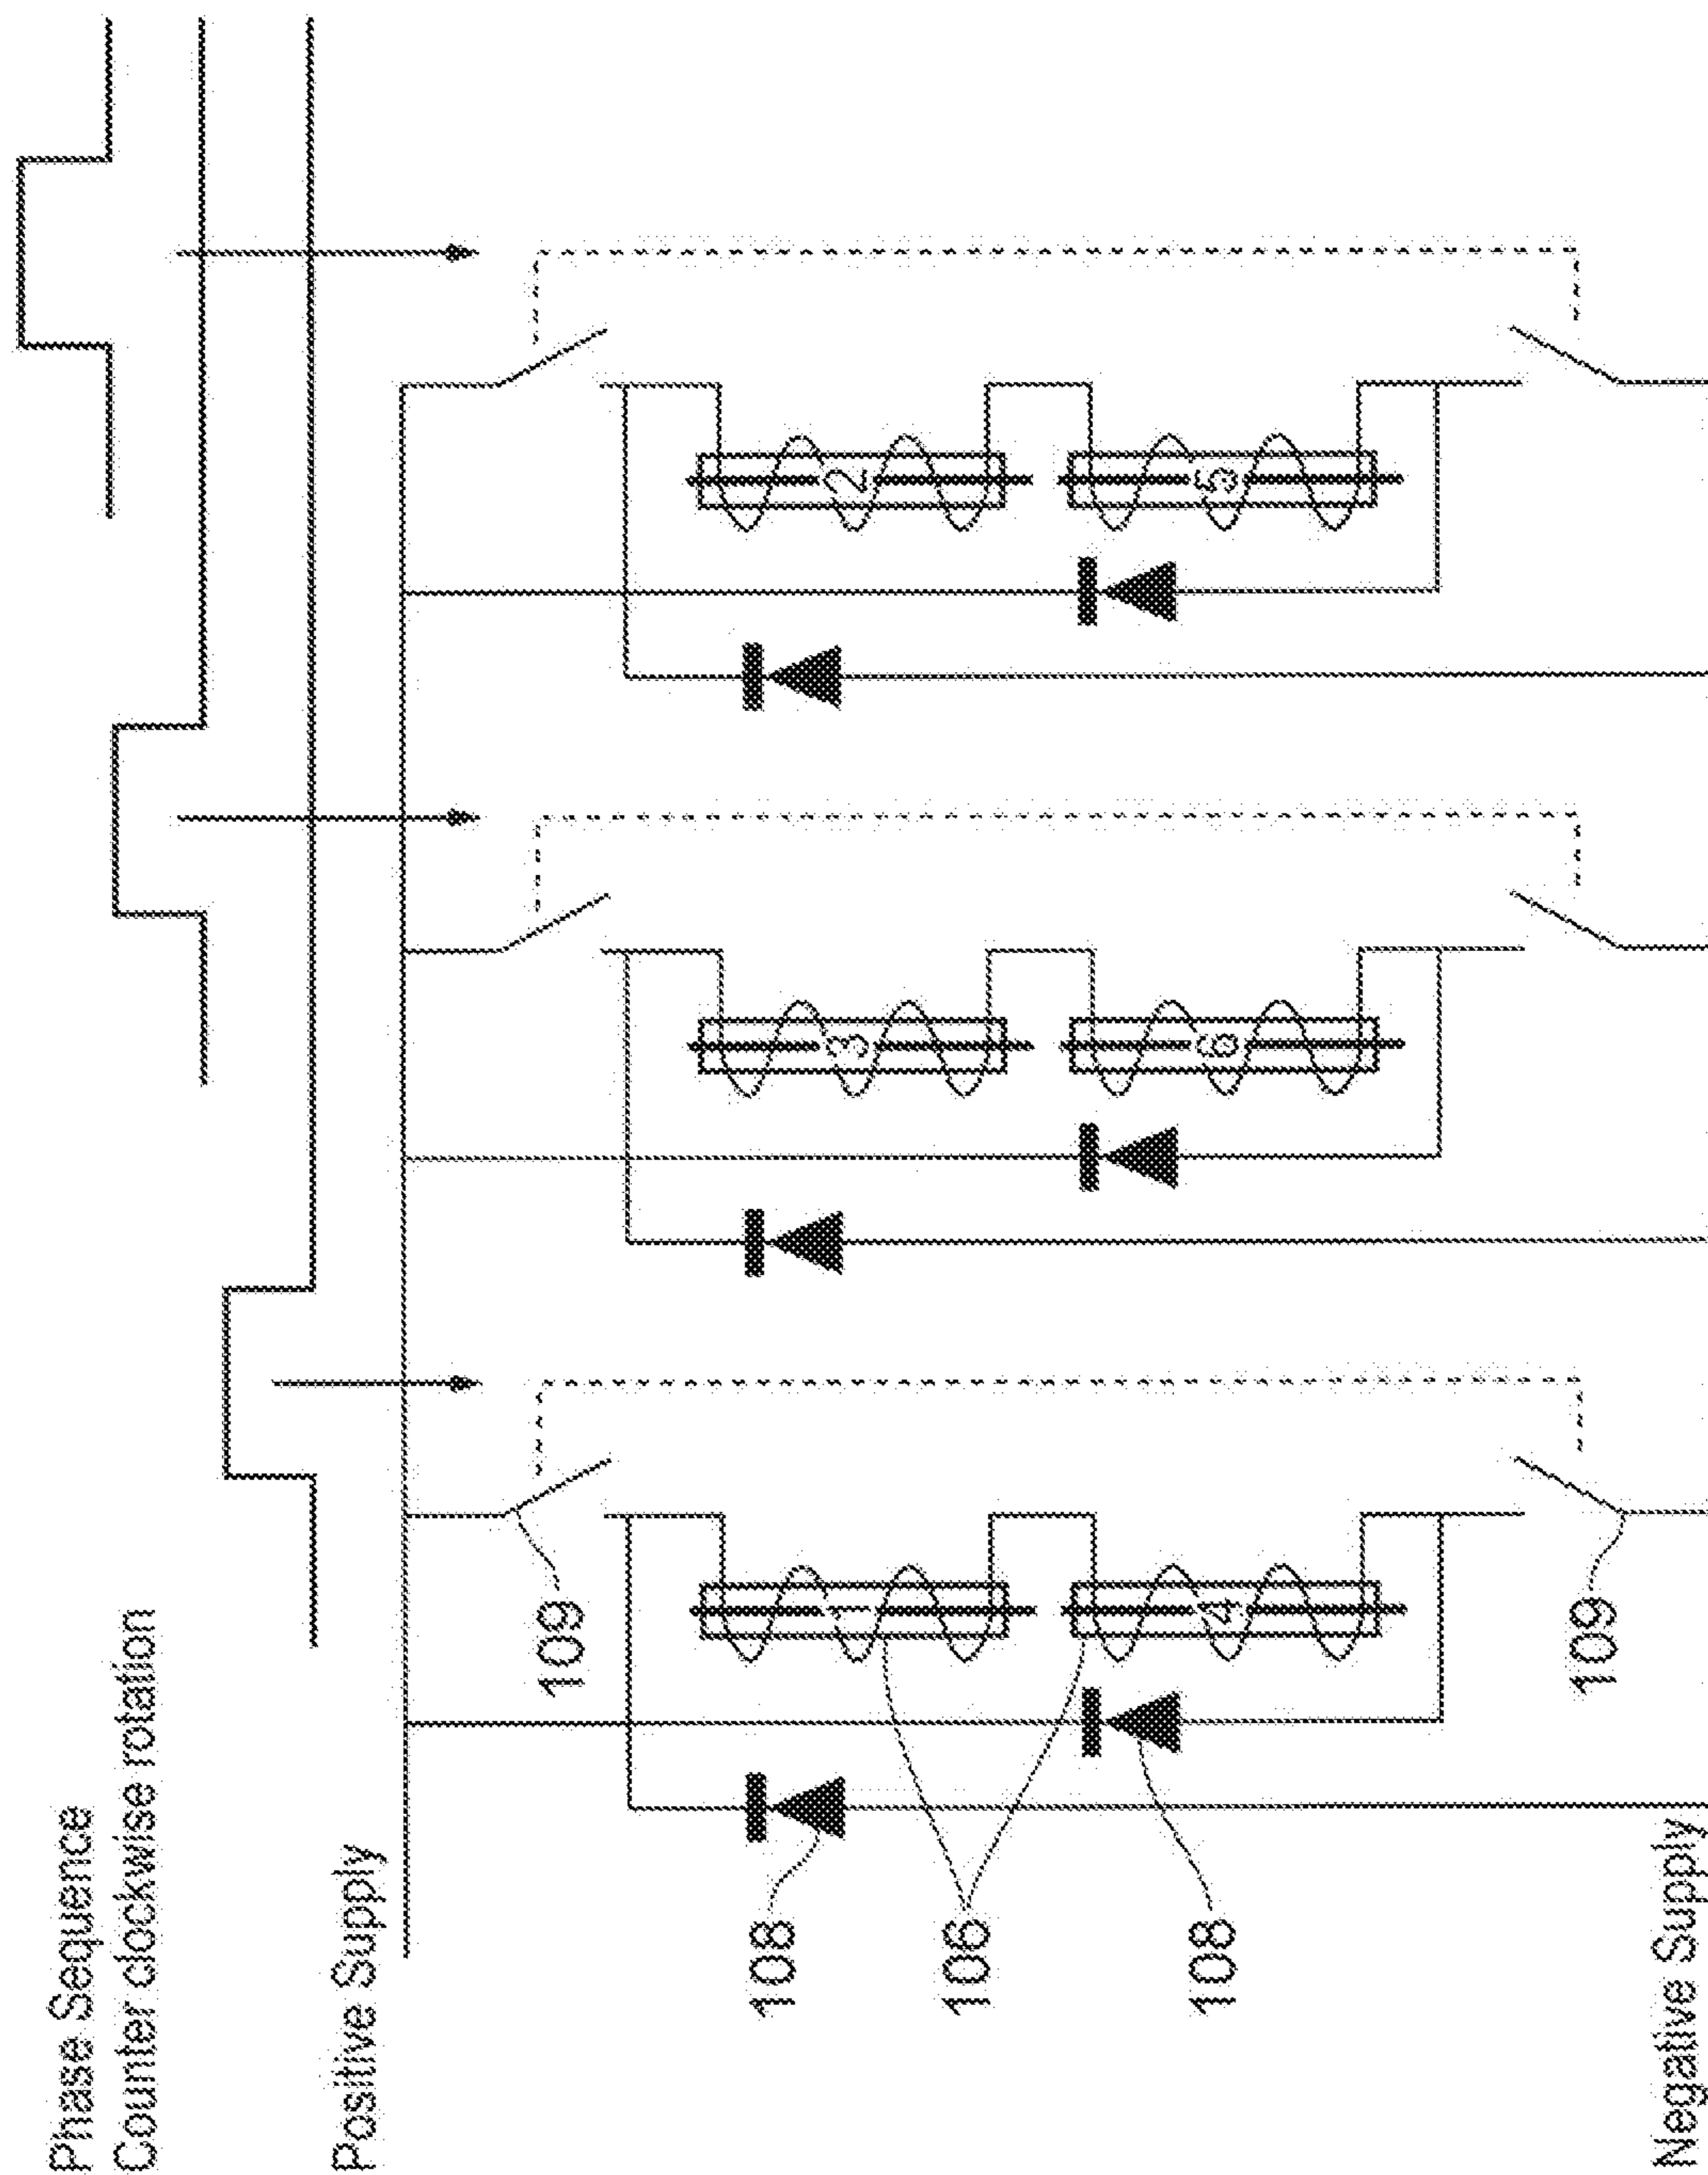 Phase Sequence
Counter clockwise rotation
Positive Supply
109
1
3
2
108
106
108
4
6
5
109
Negative Supply